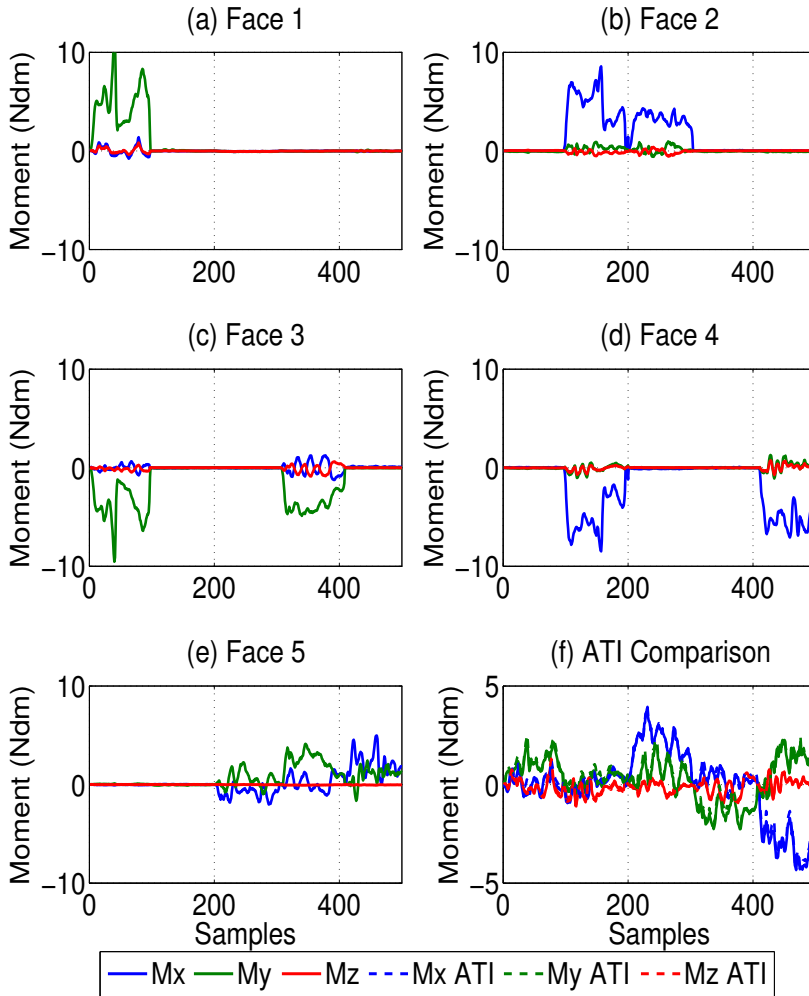 (a) Face 1
(b) Face 2
Moment (Ndm)
10
0
−10
0
200
400
Moment (Ndm)
10
0
−10
0
200
400
(c) Face 3
(d) Face 4
Moment (Ndm)
10
0
−10
0
200
400
Moment (Ndm)
10
0
−10
0
200
400
(e) Face 5
(f) ATI Comparison
Moment (Ndm)
10
0
−10
0
200
400
Samples
Moment (Ndm)
5
0
−5
0
200
400
Samples
Mx My Mz Mx ATI My ATI Mz ATI